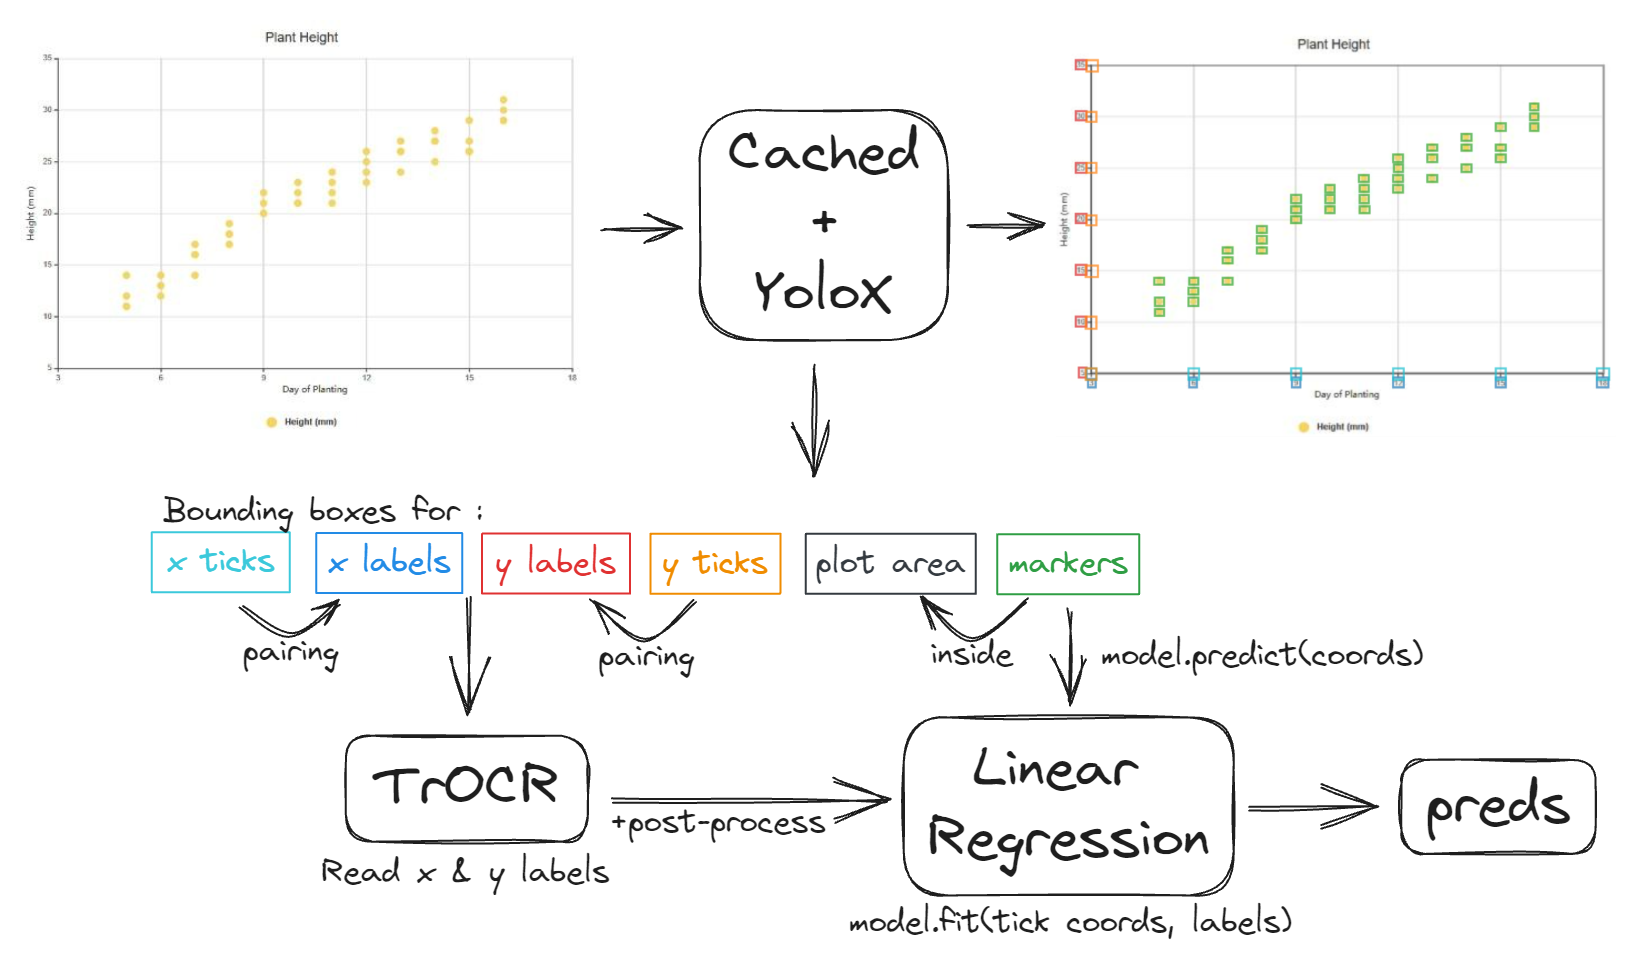 Plant Height
35
30
25
20
15
10
5
Height (mm)
3 6 9 12 15 18
Day of Planting
Height (mm)
Cached
+
YoloX
Plant Height
Height (mm)
Day of Planting
Height (mm)
Bounding boxes for :
x ticks
x labels
y labels
y ticks
plot area
markers
pairing
pairing
inside
model.predict(coords)
TrOCR
Read x & y labels
+post-process
Linear
Regression
model.fit(tick coords, labels)
preds